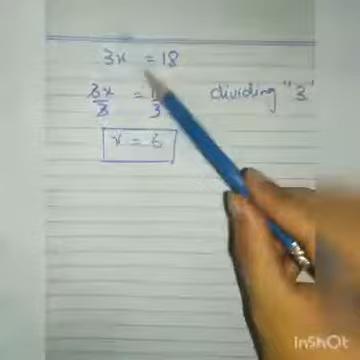 3x = 18
3x/3 = 1 /3 dividing "3"
x = 6
InShOt